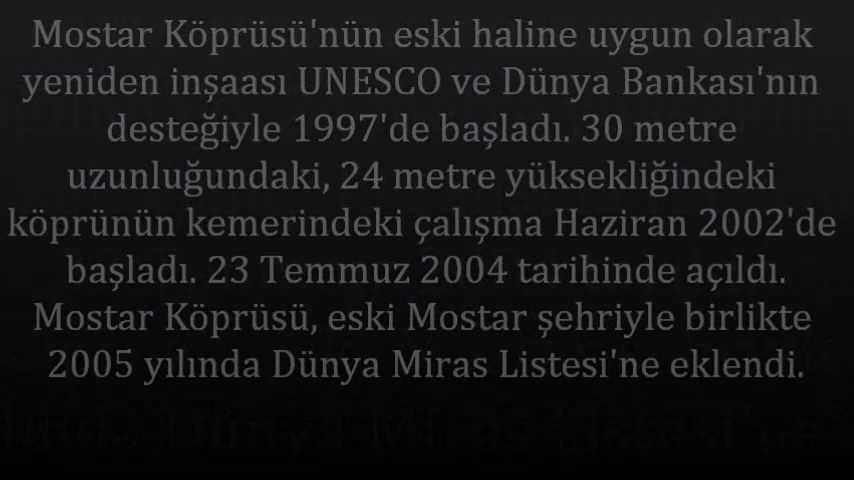 Mostar Köprüsü'nün eski haline uygun olarak
yeniden inşaası UNESCO ve Dünya Bankası'nın
desteğiyle 1997'de başladı. 30 metre
uzunluğundaki, 24 metre yüksekliğindeki
köprünün kemerindeki çalışma Haziran 2002'de
başladı. 23 Temmuz 2004 tarihinde açıldı.
Mostar Köprüsü, eski Mostar şehriyle birlikte
2005 yılında Dünya Miras Listesi'ne eklendi.